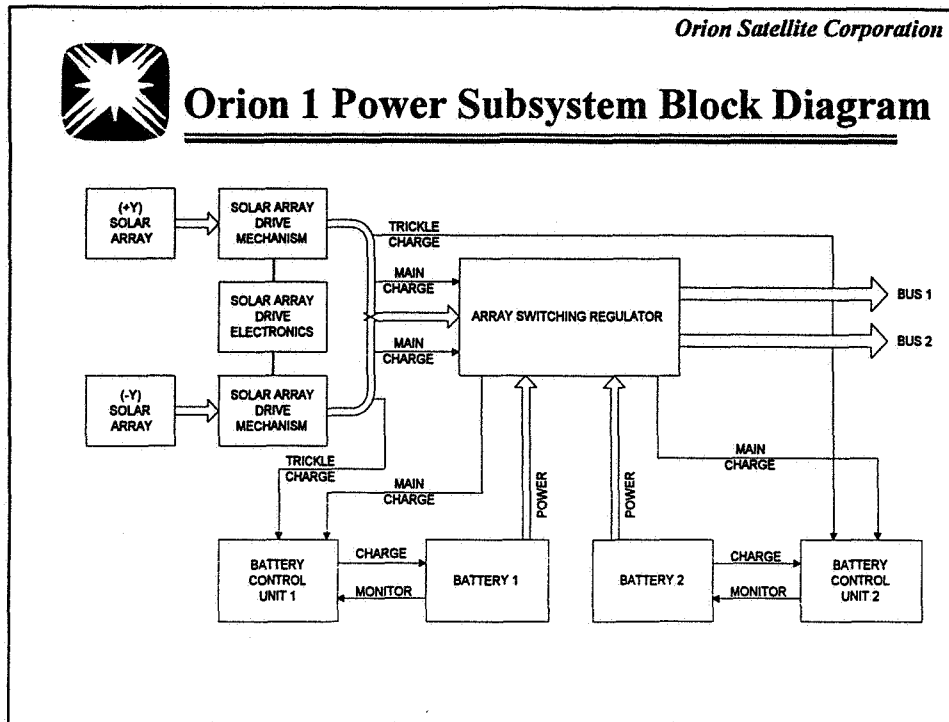 Orion Satellite Corporation
Orion 1 Power Subsystem Block Diagram
(+Y)
SOLAR
ARRAY
SOLAR ARRAY
DRIVE
MECHANISM
TRICKLE
CHARGE
MAIN
CHARGE
SOLAR ARRAY
DRIVE
ELECTRONICS
ARRAY SWITCHING REGULATOR
BUS 1
BUS 2
MAIN
CHARGE
(-Y)
SOLAR
ARRAY
SOLAR ARRAY
DRIVE
MECHANISM
TRICKLE
CHARGE
MAIN
CHARGE
POWER
POWER
MAIN
CHARGE
BATTERY
CONTROL
UNIT 1
CHARGE
MONITOR
BATTERY 1
BATTERY 2
CHARGE
MONITOR
BATTERY
CONTROL
UNIT 2